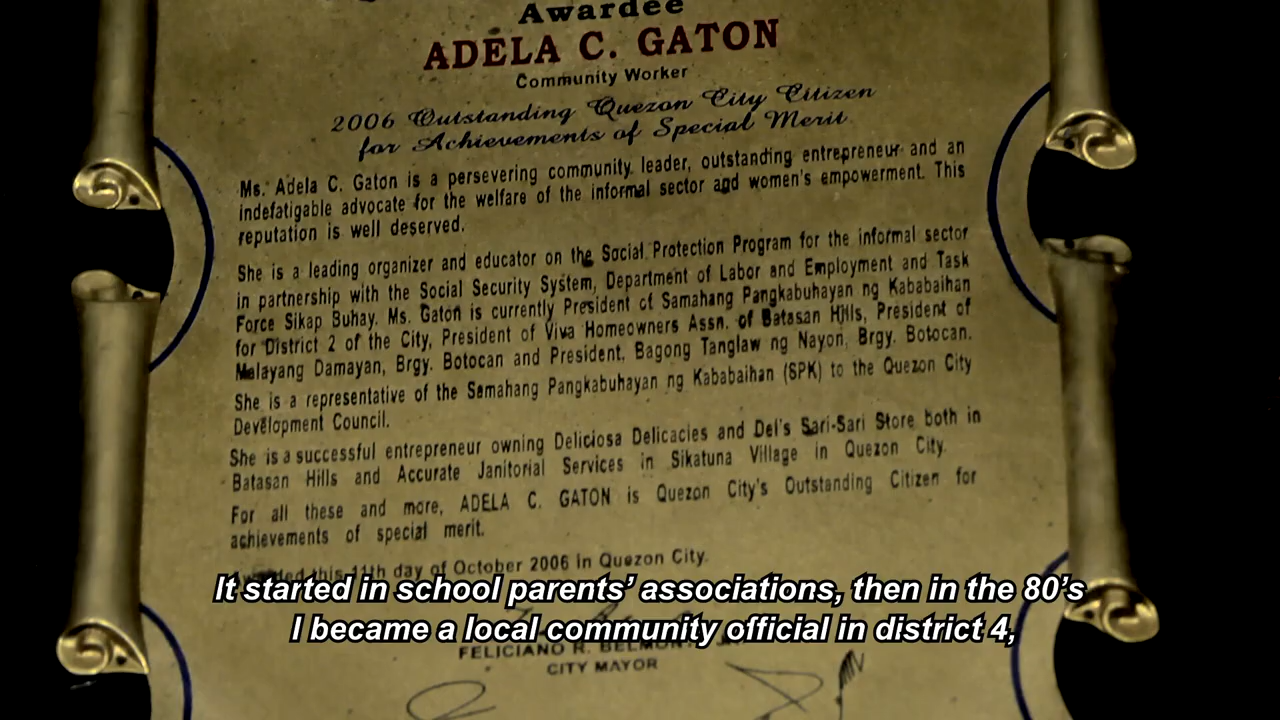 Awardee
ADELA C. GATON
Community Worker
2006 Outstanding Quezon City Citizen
for Achievements of Special Merit
Ms. Adela C. Gaton is a persevering community leader, outstanding entrepreneur and an
indefatigable advocate for the welfare of the informal sector and women's empowerment. This
reputation is well deserved.
She is a leading organizer and educator on the Social Protection Program for the informal sector
in partnership with the Social Security System, Department of Labor and Employment and Task
Force Sikap Buhay. Ms. Gaton is currently President of Samahang Pangkabuhayan ng Kababaihan
for District 2 of the City, President of Viva Homeowners Assn. of Batasan Hills, President of
Malayang Damayan, Brgy. Botocan and President, Bagong Tanglaw ng Nayon, Brgy. Botocan.
She is a representative of the Samahang Pangkabuhayan ng Kababaihan (SPK) to the Quezon City
Development Council.
She is a successful entrepreneur owning Deliciosa Delicacies and Del's Sari-Sari Store both in
Batasan Hills and Accurate Janitorial Services in Sikatuna Village in Quezon City.
For all these and more, ADELA C. GATON is Quezon City's Outstanding Citizen for
achievements of special merit.
Awarded this 11th day of October 2006 in Quezon City.
It started in school parents' associations, then in the 80's
I became a local community official in district 4,
FELICIANO R. BELMONTE
CITY MAYOR